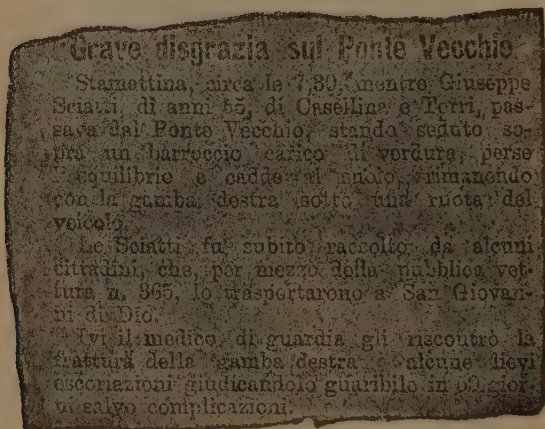 Grave disgrazia sul Ponte Vecchio
Stamattina, circa le 7,30, mentre Giuseppe
Sciatti, di anni 55, di Casellina e Torri, pas-
sava dal Ponte Vecchio, stando seduto so-
pra un barroccio carico di verdura, perse
l'equilibrio e cadde al suolo, rimanendo
con la gamba destra sotto una ruota del
veicolo.
Lo Sciatti fu subito raccolto da alcuni
cittadini, che, per mezzo della pubblica vet-
tura n. 365, lo trasportarono a San Giovan-
ni di Dio.
Ivi il medico di guardia gli riscontrò la
frattura della gamba destra e alcune lievi
escoriazioni giudicandolo guaribile in 50 gior-
ni salvo complicazioni.